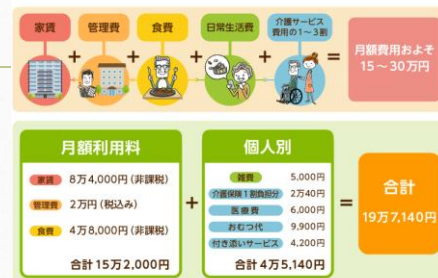 家賃
管理費
食費
日常生活費
介護サービス
費用の1〜3割
+
+
+
+
=
月額費用およそ
15〜30万円
月額利用料
家賃 8万4,000円(非課税)
管理費 2万円(税込み)
食費 4万8,000円(非課税)
合計15万2,000円
+
個人別
雑費 5,000円
介護保険1割負担分 2万40円
医療費 6,000円
おむつ代 9,900円
付き添いサービス 4,200円
合計4万5,140円
=
合計
19万7,140円